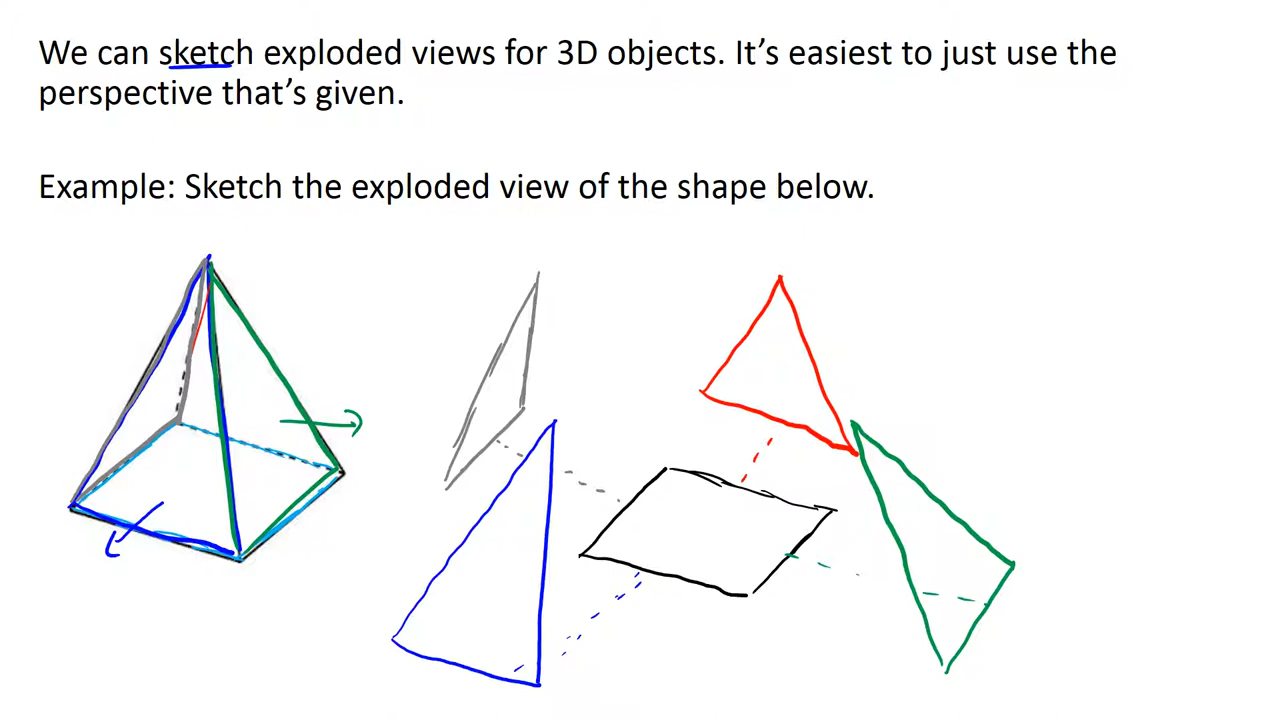 We can sketch exploded views for 3D objects. It’s easiest to just use the
perspective that’s given.
Example: Sketch the exploded view of the shape below.